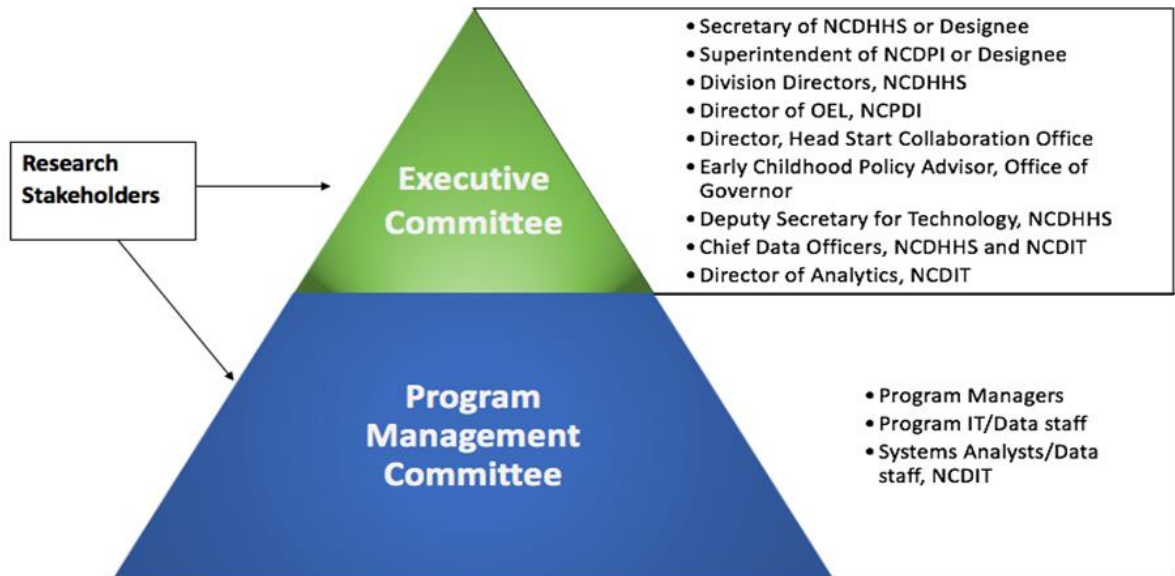 Research
Stakeholders
Executive
Committee
• Secretary of NCDHHS or Designee
• Superintendent of NCDPI or Designee
• Division Directors, NCDHHS
• Director of OEL, NCPDI
• Director, Head Start Collaboration Office
• Early Childhood Policy Advisor, Office of
Governor
• Deputy Secretary for Technology, NCDHHS
• Chief Data Officers, NCDHHS and NCDIT
• Director of Analytics, NCDIT
Program
Management
Committee
• Program Managers
• Program IT/Data staff
• Systems Analysts/Data
staff, NCDIT